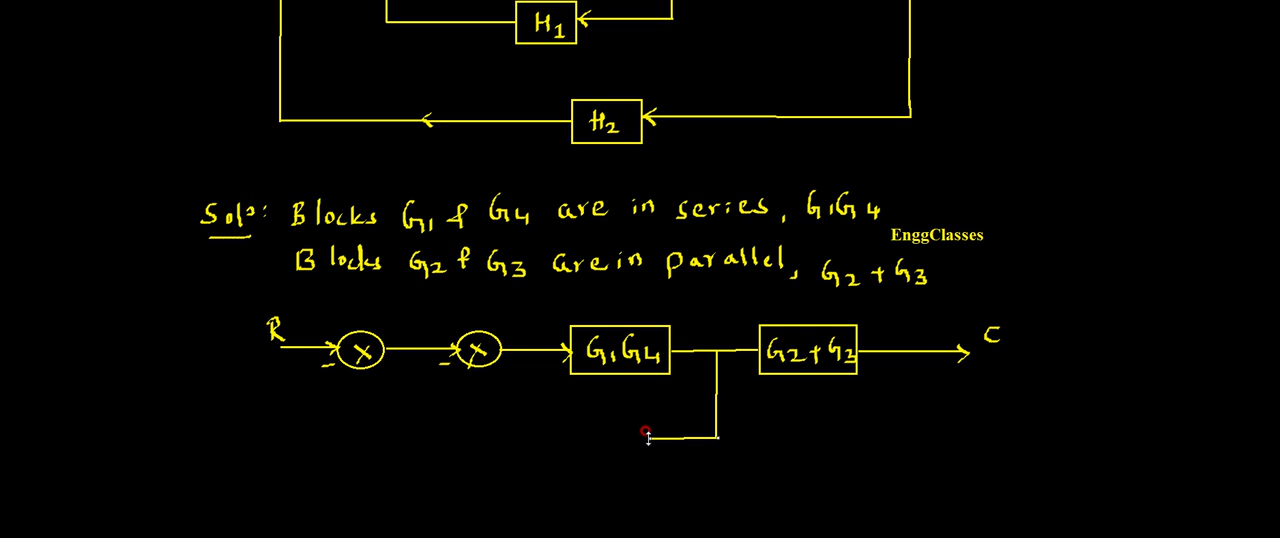 H1
H2
Soln: Blocks G1 & G4 are in series, G1G4
EnggClasses
Blocks G2 & G3 are in parallel, G2 + G3
R
C
X
X
G1G4
G2 + G3
- -